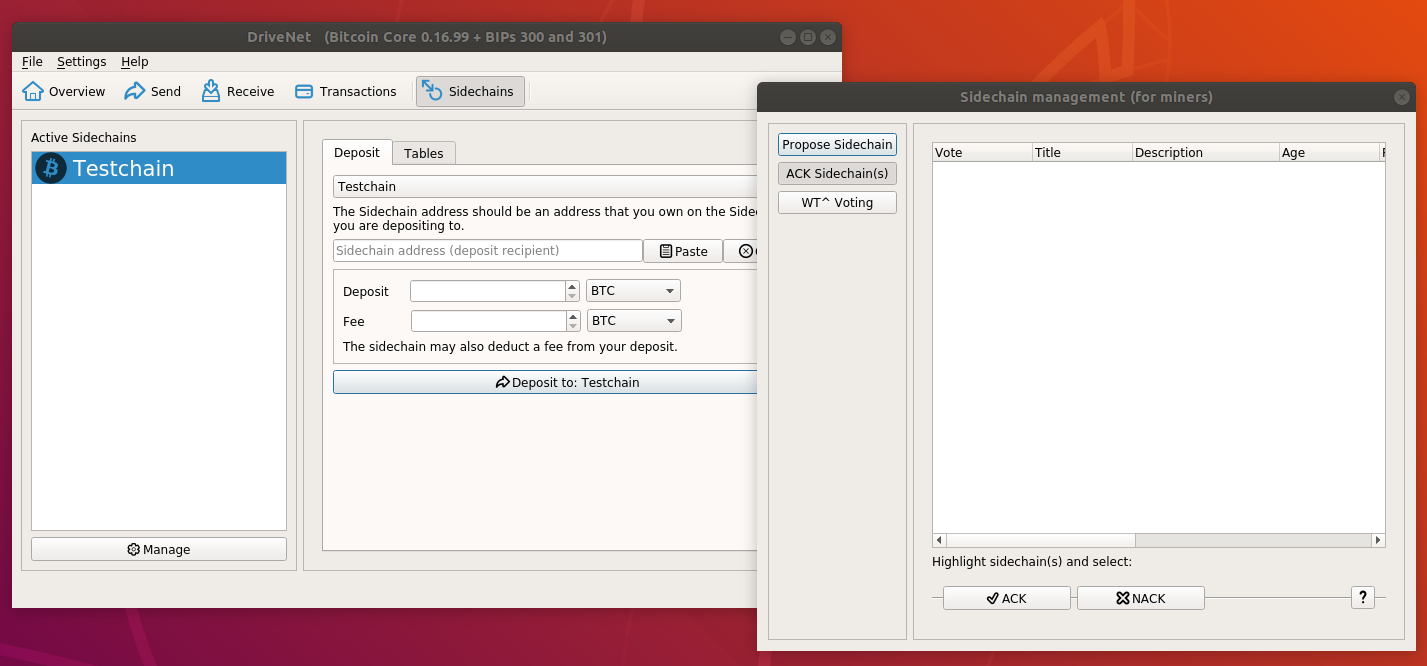 DriveNet (Bitcoin Core 0.16.99 + BIPs 300 and 301)
File Settings Help
Overview Send Receive Transactions Sidechains
Active Sidechains
Testchain
Manage
Deposit Tables
Testchain
The Sidechain address should be an address that you own on the
you are depositing to.
Sidechain address (deposit recipient) Paste
Deposit BTC
Fee BTC
The sidechain may also deduct a fee from your deposit.
Deposit to: Testchain
Sidechain management (for miners)
Propose Sidechain
ACK Sidechain(s)
WT^ Voting
Vote Title Description Age
Highlight sidechain(s) and select:
ACK NACK ?